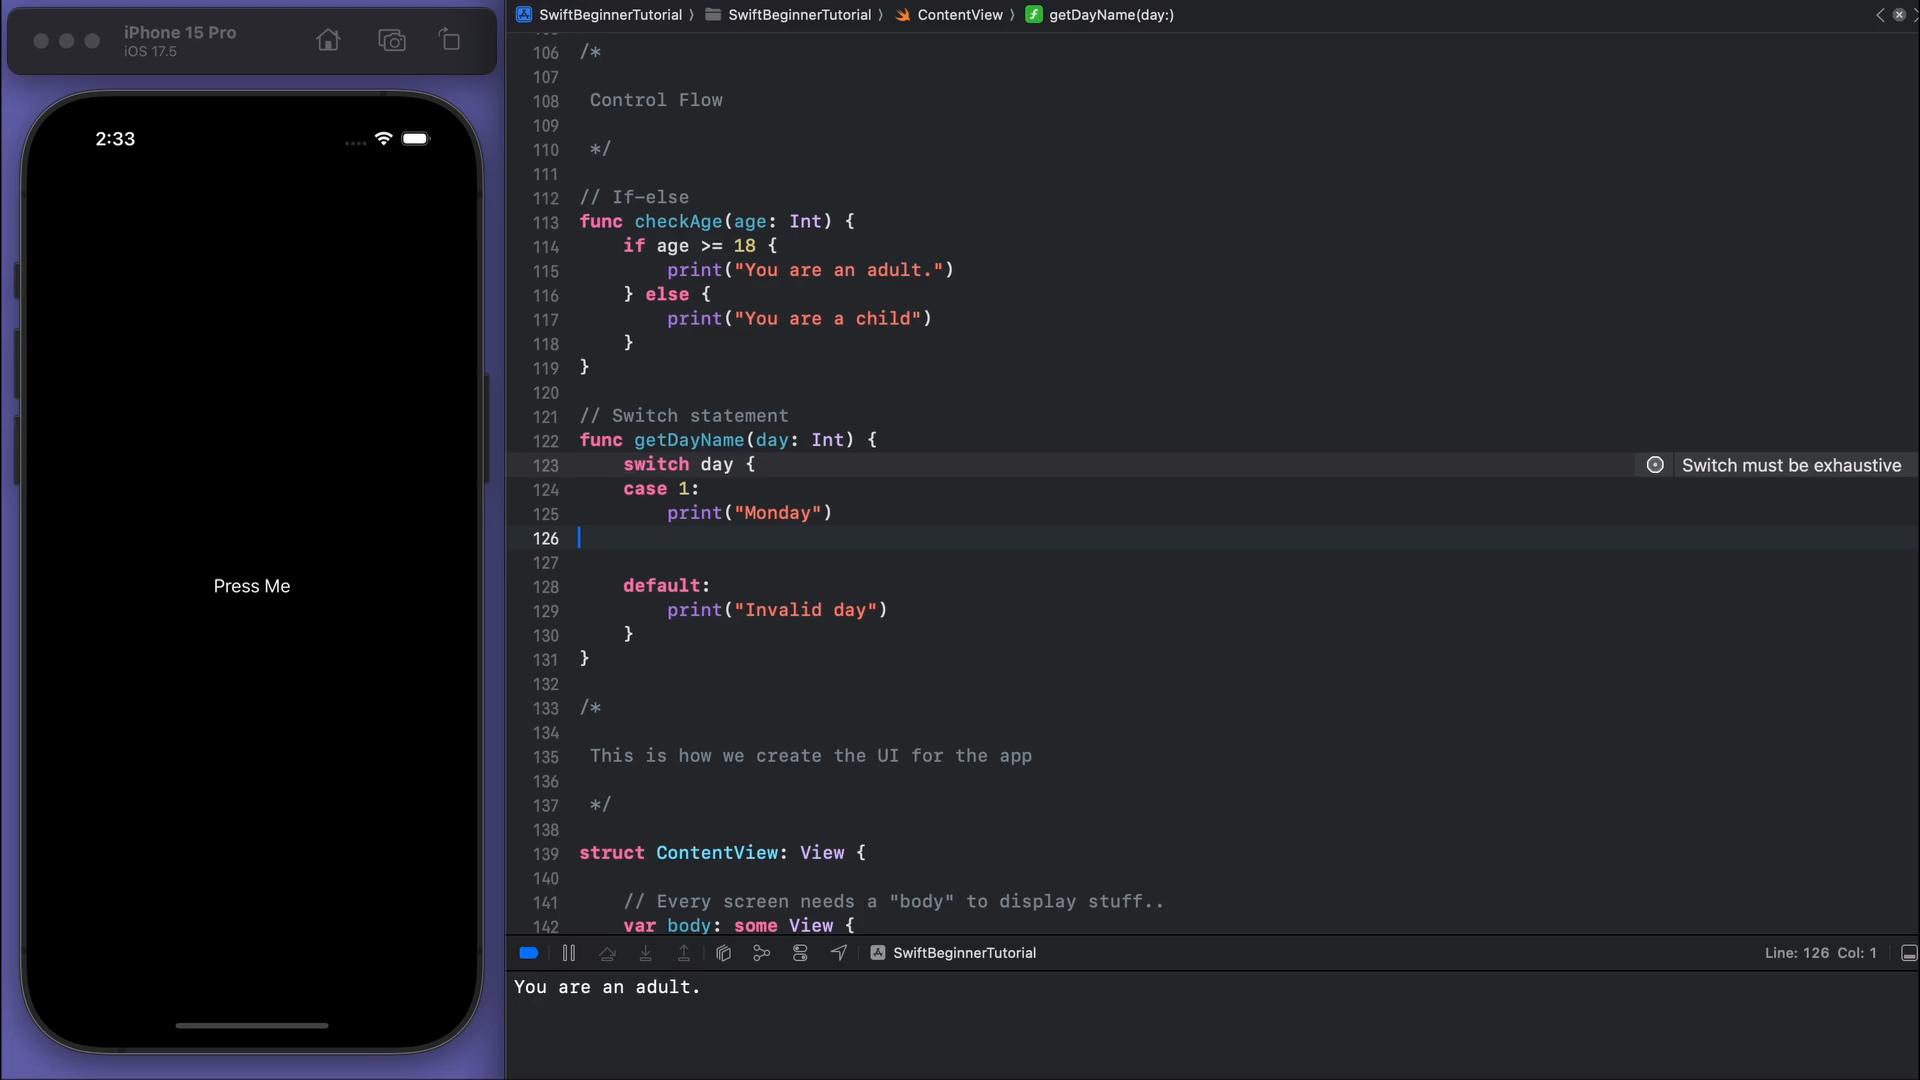 iPhone 15 Pro
iOS 17.5
2:33
Press Me
SwiftBeginnerTutorial 〉 SwiftBeginnerTutorial 〉 ContentView 〉 getDayName(day:)
106 /*
107
108 Control Flow
109
110 */
111
112 // If-else
113 func checkAge(age: Int) {
114 if age >= 18 {
115 print("You are an adult.")
116 } else {
117 print("You are a child")
118 }
119 }
120
121 // Switch statement
122 func getDayName(day: Int) {
123 switch day { Switch must be exhaustive
124 case 1:
125 print("Monday")
126
127
128 default:
129 print("Invalid day")
130 }
131 }
132
133 /*
134
135 This is how we create the UI for the app
136
137 */
138
139 struct ContentView: View {
140
141 // Every screen needs a "body" to display stuff..
142 var body: some View {
SwiftBeginnerTutorial Line: 126 Col: 1
You are an adult.